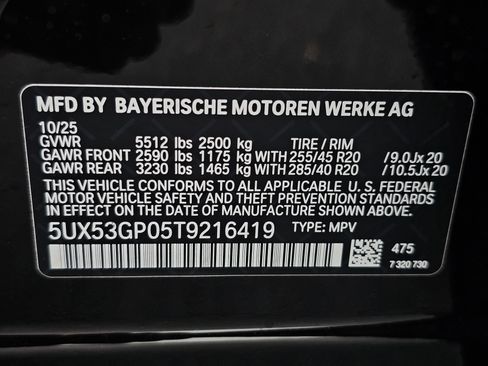 MFD BY BAYERISCHE MOTOREN WERKE AG
10/25
GVWR 5512 lbs 2500 kg TIRE / RIM
GAWR FRONT 2590 lbs 1175 kg WITH 255/45 R20 /9.0Jx20
GAWR REAR 3230 lbs 1465 kg WITH 285/40 R20 /10.5Jx20
THIS VEHICLE CONFORMS TO ALL APPLICABLE U.S. FEDERAL
MOTOR VEHICLE SAFETY AND THEFT PREVENTION STANDARDS
IN EFFECT ON THE DATE OF MANUFACTURE SHOWN ABOVE.
5UX53GP05T9216419 TYPE: MPV
475
7 320 730